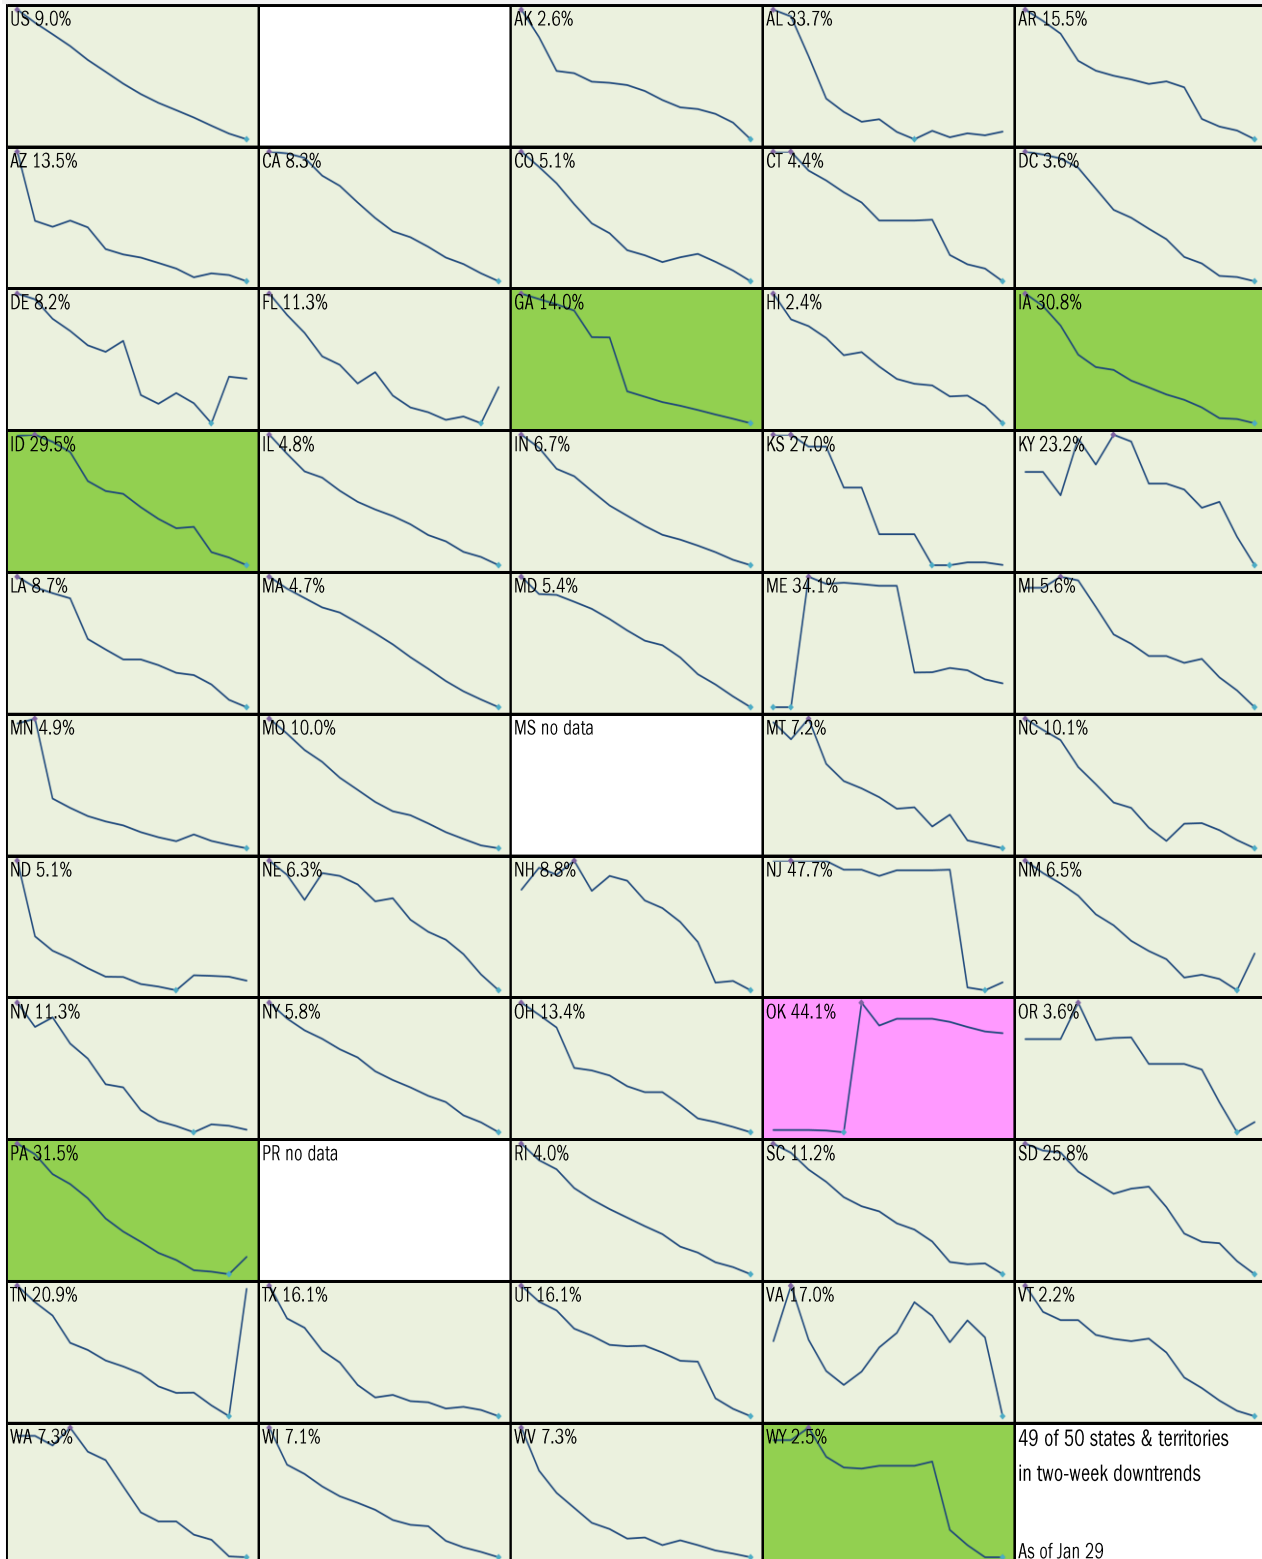 US 9.0%
AK 2.6%
AL 33.7%
AR 15.5%
AZ 13.5%
CA 8.3%
CO 5.1%
CT 4.4%
DC 3.6%
DE 8.2%
FL 11.3%
GA 14.0%
HI 2.4%
IA 30.8%
ID 29.5%
IL 4.8%
IN 6.7%
KS 27.0%
KY 23.2%
LA 8.7%
MA 4.7%
MD 5.4%
ME 34.1%
MI 5.6%
MN 4.9%
MO 10.0%
MS no data
MT 7.2%
NC 10.1%
ND 5.1%
NE 6.3%
NH 8.8%
NJ 47.7%
NM 6.5%
NV 11.3%
NY 5.8%
OH 13.4%
OK 44.1%
OR 3.6%
PA 31.5%
PR no data
RI 4.0%
SC 11.2%
SD 25.8%
TN 20.9%
TX 16.1%
UT 16.1%
VA 17.0%
VT 2.2%
WA 7.3%
WI 7.1%
WV 7.3%
WY 2.5%
49 of 50 states & territories
in two-week downtrends
As of Jan 29